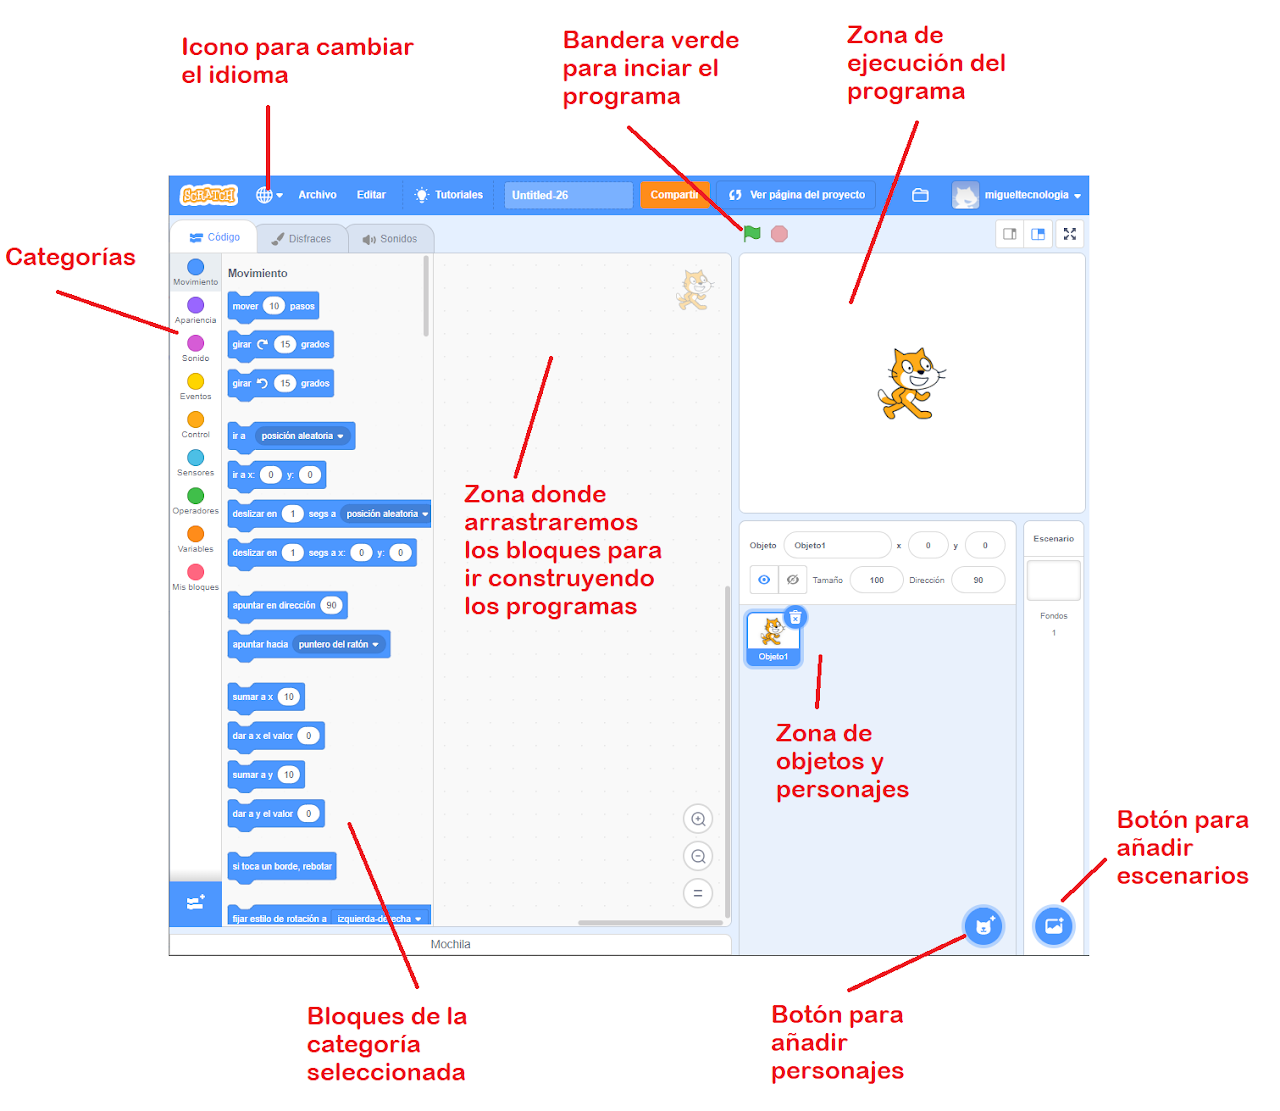 Icono para cambiar
el idioma
Bandera verde
para inciar el
programa
Zona de
ejecución del
programa
SCRATCH
Archivo
Editar
Tutoriales
Untitled-26
Compartir
Ver página del proyecto
migueltecnologia
Código
Disfraces
Sonidos
Categorías
Movimiento
Apariencia
Sonido
Eventos
Control
Sensores
Operadores
Variables
Mis bloques
Movimiento
mover 10 pasos
girar 15 grados
girar 15 grados
ir a posición aleatoria
ir a x: 0 y: 0
deslizar en 1 segs a posición aleatoria
deslizar en 1 segs a x: 0 y: 0
apuntar en dirección 90
apuntar hacia puntero del ratón
sumar a x 10
dar a x el valor 0
sumar a y 10
dar a y el valor 0
si toca un borde, rebotar
fijar estilo de rotación a izquierda-derecha
Zona donde
arrastraremos
los bloques para
ir construyendo
los programas
Mochila
Objeto Objeto1 x 0 y 0
Tamaño 100 Dirección 90
Objeto1
Escenario
Fondos
1
Zona de
objetos y
personajes
Botón para
añadir
escenarios
Bloques de la
categoría
seleccionada
Botón para
añadir
personajes